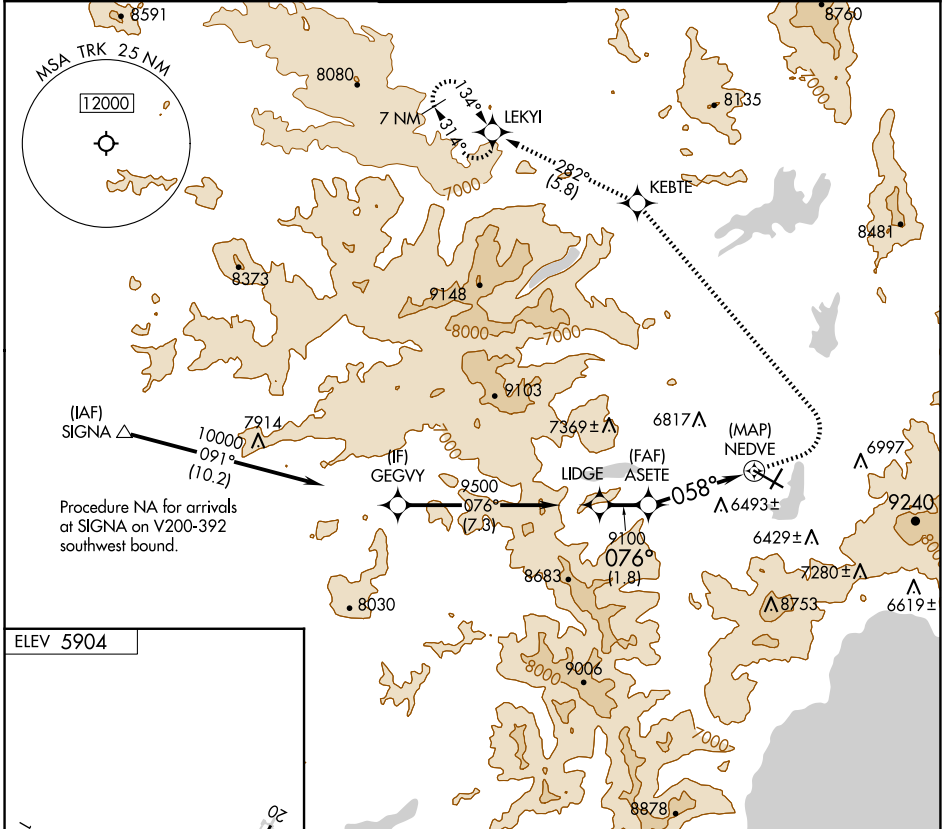 8591
8760
MSA TRK 25 NM
12000
8080
7000
8135
134°
7 NM
314°
LEKYI
282°
(5.8)
KEBTE
7000
8481
8373
9148
8000
7000
9103
(IAF)
SIGNA
7914
10000
091°
(10.2)
7369±
6817
(MAP)
NEDVE
6997
7000
(IF)
GEGVY
9500
076°
(7.3)
LIDGE
(FAF)
ASETE
058°
6493±
9240
Procedure NA for arrivals
at SIGNA on V200-392
southwest bound.
9100
076°
(1.8)
6429±
8000
8683
7280±
8030
8753
6619±
ELEV 5904
9006
8000
7000
8878
20